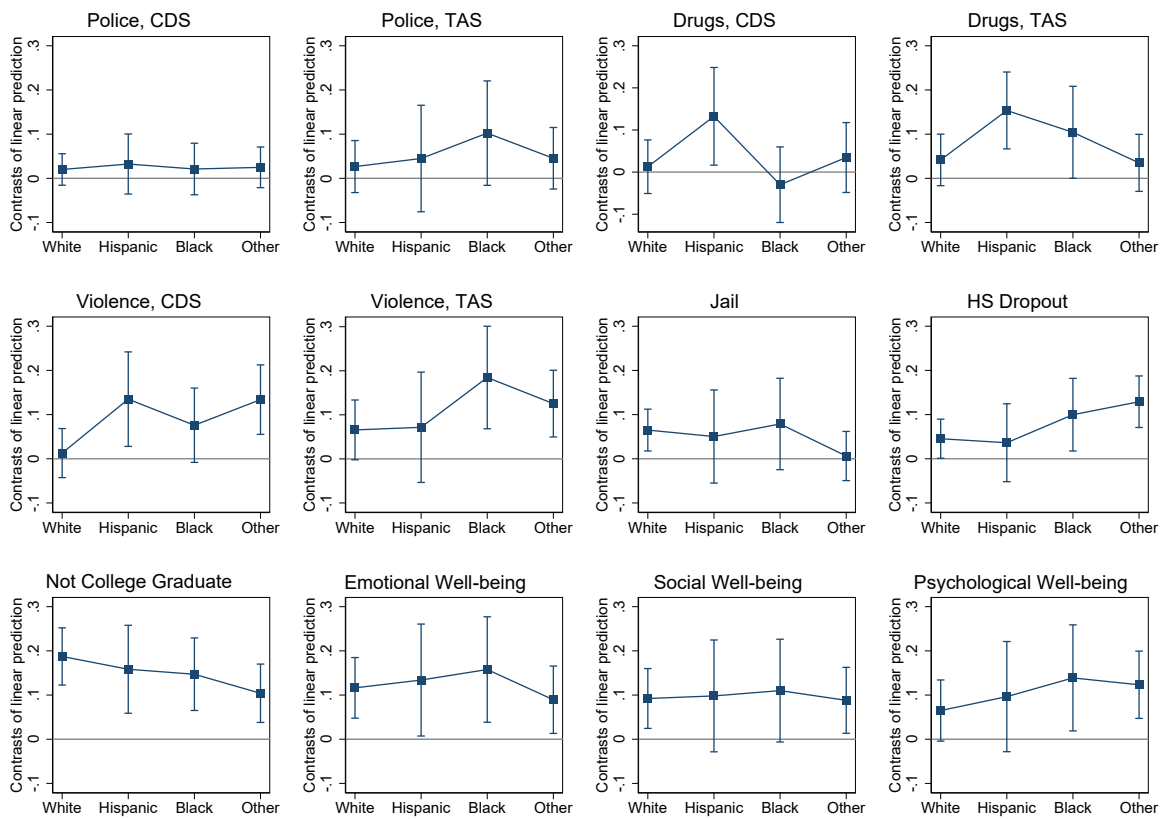 Police, CDS
Contrasts of linear prediction
.3
.2
.1
0
-.1
White Hispanic Black Other
Police, TAS
Contrasts of linear prediction
.3
.2
.1
0
-.1
White Hispanic Black Other
Drugs, CDS
Contrasts of linear prediction
.3
.2
.1
0
-.1
White Hispanic Black Other
Drugs, TAS
Contrasts of linear prediction
.3
.2
.1
0
-.1
White Hispanic Black Other
Violence, CDS
Contrasts of linear prediction
.3
.2
.1
0
-.1
White Hispanic Black Other
Violence, TAS
Contrasts of linear prediction
.3
.2
.1
0
-.1
White Hispanic Black Other
Jail
Contrasts of linear prediction
.3
.2
.1
0
-.1
White Hispanic Black Other
HS Dropout
Contrasts of linear prediction
.3
.2
.1
0
-.1
White Hispanic Black Other
Not College Graduate
Contrasts of linear prediction
.3
.2
.1
0
-.1
White Hispanic Black Other
Emotional Well-being
Contrasts of linear prediction
.3
.2
.1
0
-.1
White Hispanic Black Other
Social Well-being
Contrasts of linear prediction
.3
.2
.1
0
-.1
White Hispanic Black Other
Psychological Well-being
Contrasts of linear prediction
.3
.2
.1
0
-.1
White Hispanic Black Other